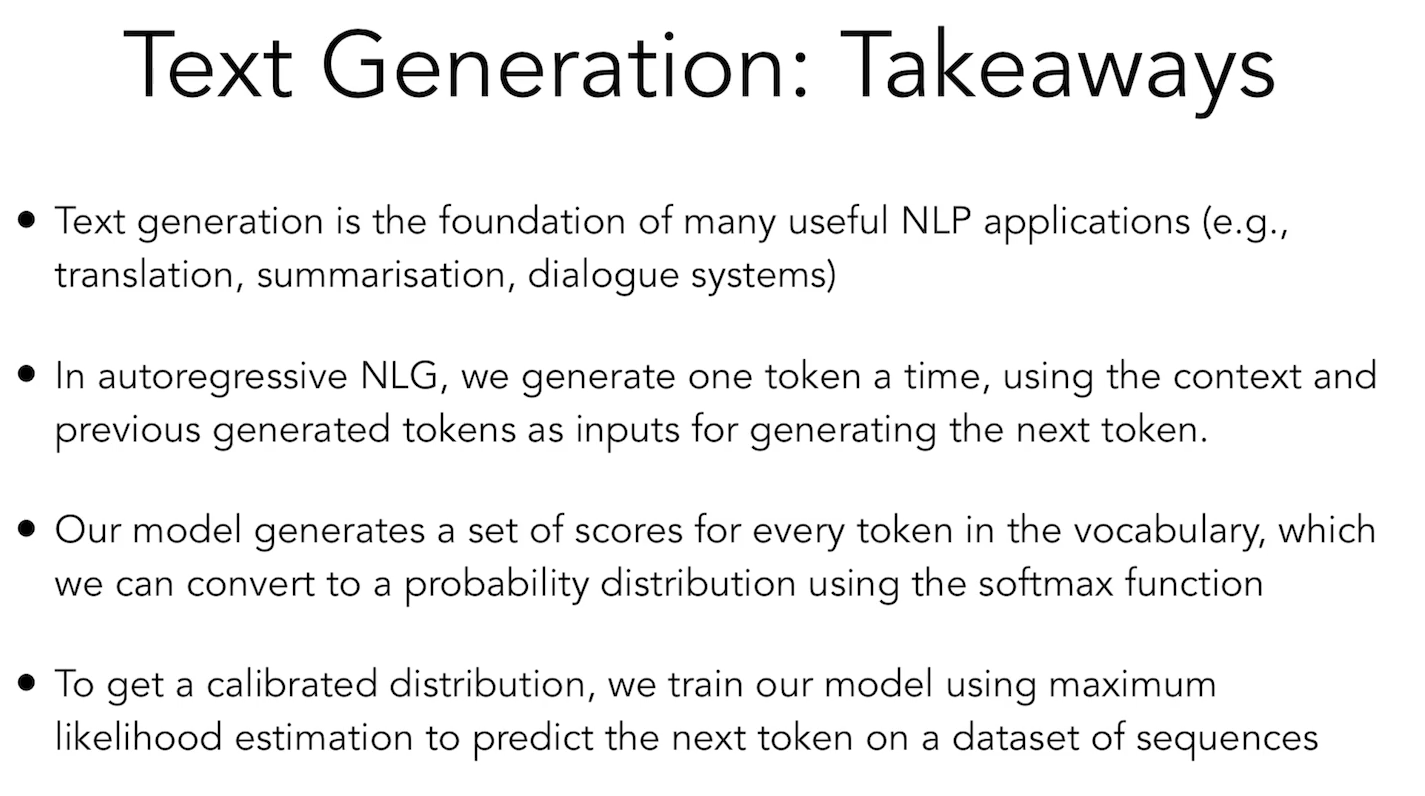 Text Generation: Takeaways
• Text generation is the foundation of many useful NLP applications (e.g.,
translation, summarisation, dialogue systems)
• In autoregressive NLG, we generate one token a time, using the context and
previous generated tokens as inputs for generating the next token.
• Our model generates a set of scores for every token in the vocabulary, which
we can convert to a probability distribution using the softmax function
• To get a calibrated distribution, we train our model using maximum
likelihood estimation to predict the next token on a dataset of sequences